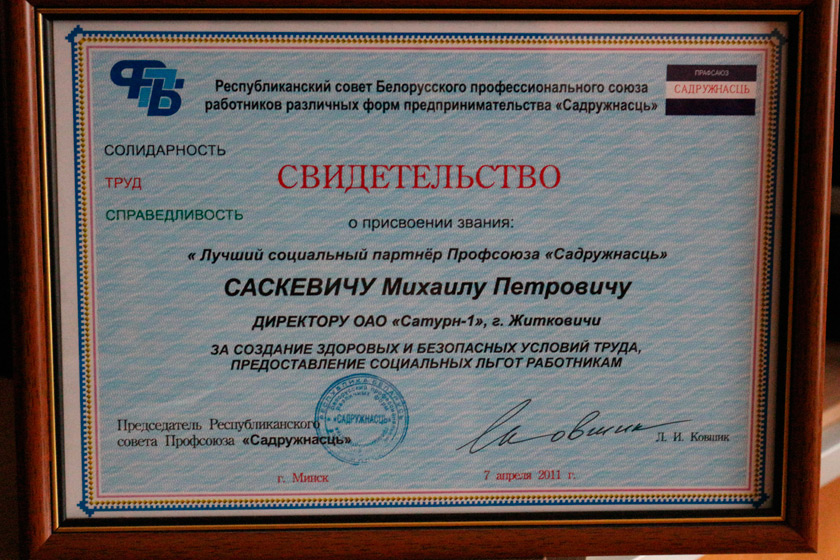 ФПБ
Республиканский совет Белорусского профессионального союза
работников различных форм предпринимательства «Садружнасць»
ПРАФСАЮЗ
САДРУЖНАСЦЬ
СОЛИДАРНОСТЬ
ТРУД
СПРАВЕДЛИВОСТЬ
СВИДЕТЕЛЬСТВО
о присвоении звания:
« Лучший социальный партнёр Профсоюза «Садружнасць»
САСКЕВИЧУ Михаилу Петровичу
ДИРЕКТОРУ ОАО «Сатурн-1», г. Житковичи
ЗА СОЗДАНИЕ ЗДОРОВЫХ И БЕЗОПАСНЫХ УСЛОВИЙ ТРУДА,
ПРЕДОСТАВЛЕНИЕ СОЦИАЛЬНЫХ ЛЬГОТ РАБОТНИКАМ
«САДРУЖНАСЦЬ»
Председатель Республиканского
совета Профсоюза «Садружнасць»
Л. И. Ковшик
г. Минск
7 апреля 2011 г.